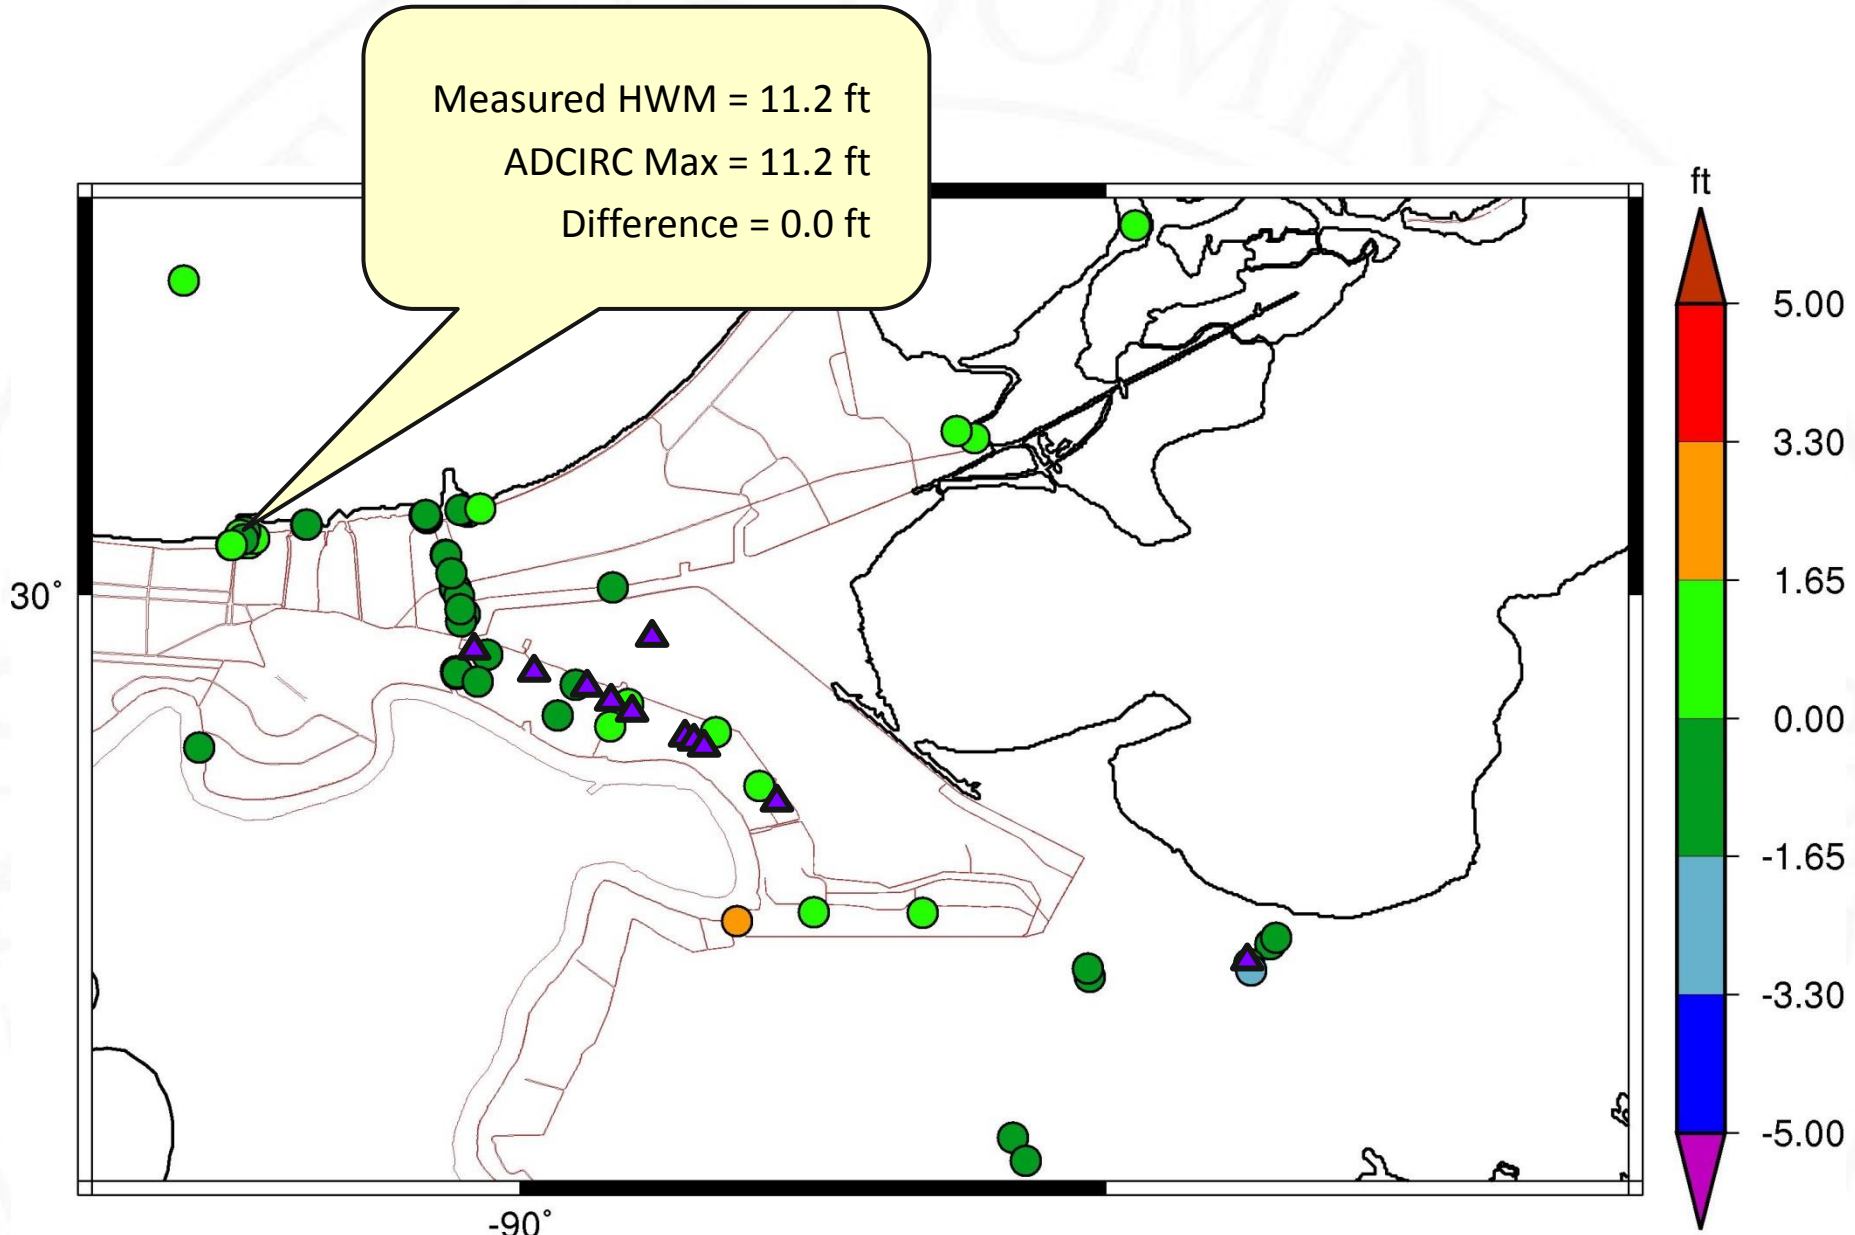 DOMIN
Measured HWM = 11.2 ft
ADCIRC Max = 11.2 ft
Difference = 0.0 ft
ft
5.00
3.30
1.65
0.00
-1.65
-3.30
-5.00
30°
-90°